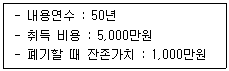 - 내용연수 : 50년
- 취득 비용 : 5,000만원
- 폐기할 때 잔존가치 : 1,000만원